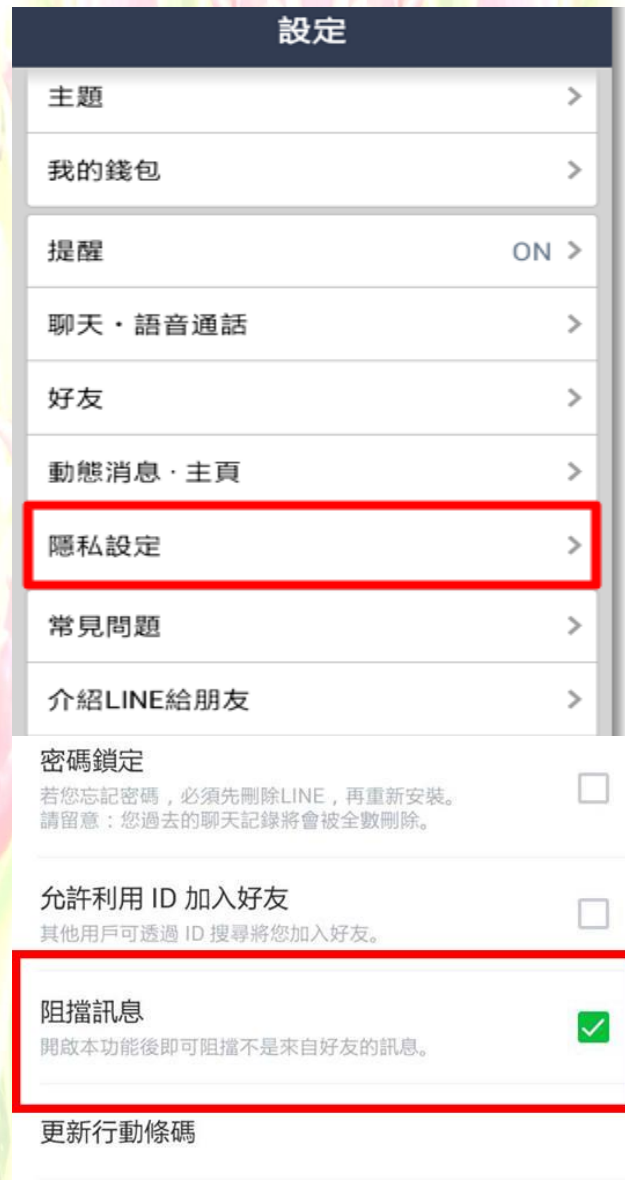 設定
主題
我的錢包
提醒 ON
聊天・語音通話
好友
動態消息・主頁
隱私設定
常見問題
介紹LINE給朋友
密碼鎖定
若您忘記密碼，必須先刪除LINE，再重新安裝。
請留意：您過去的聊天記錄將會被全數刪除。
允許利用 ID 加入好友
其他用戶可透過 ID 搜尋將您加入好友。
阻擋訊息
開啟本功能後即可阻擋不是來自好友的訊息。
更新行動條碼